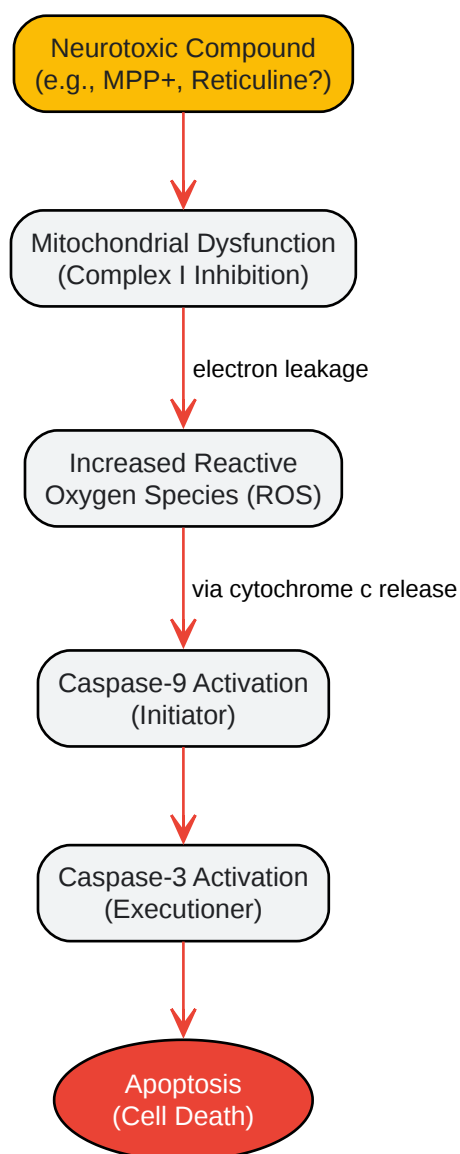 Neurotoxic Compound
(e.g., MPP+, Reticuline?)
Mitochondrial Dysfunction
(Complex I Inhibition)
electron leakage
Increased Reactive
Oxygen Species (ROS)
via cytochrome c release
Caspase-9 Activation
(Initiator)
Caspase-3 Activation
(Executioner)
Apoptosis
(Cell Death)